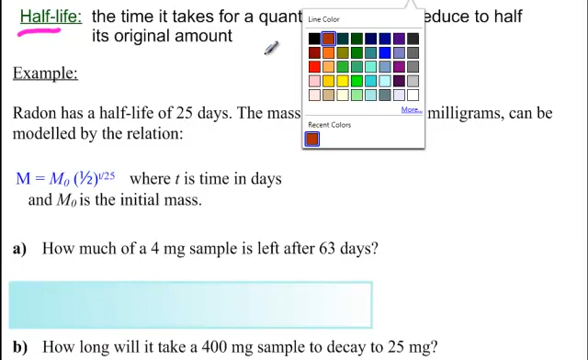 Half-life: the time it takes for a quant educe to half
its original amount
Line Color
More...
Recent Colors
Example:
Radon has a half-life of 25 days. The mass milligrams, can be
modelled by the relation:
M = M₀ (½)ᵗ/²⁵ where t is time in days
and M₀ is the initial mass.
a) How much of a 4 mg sample is left after 63 days?
b) How long will it take a 400 mg sample to decay to 25 mg?